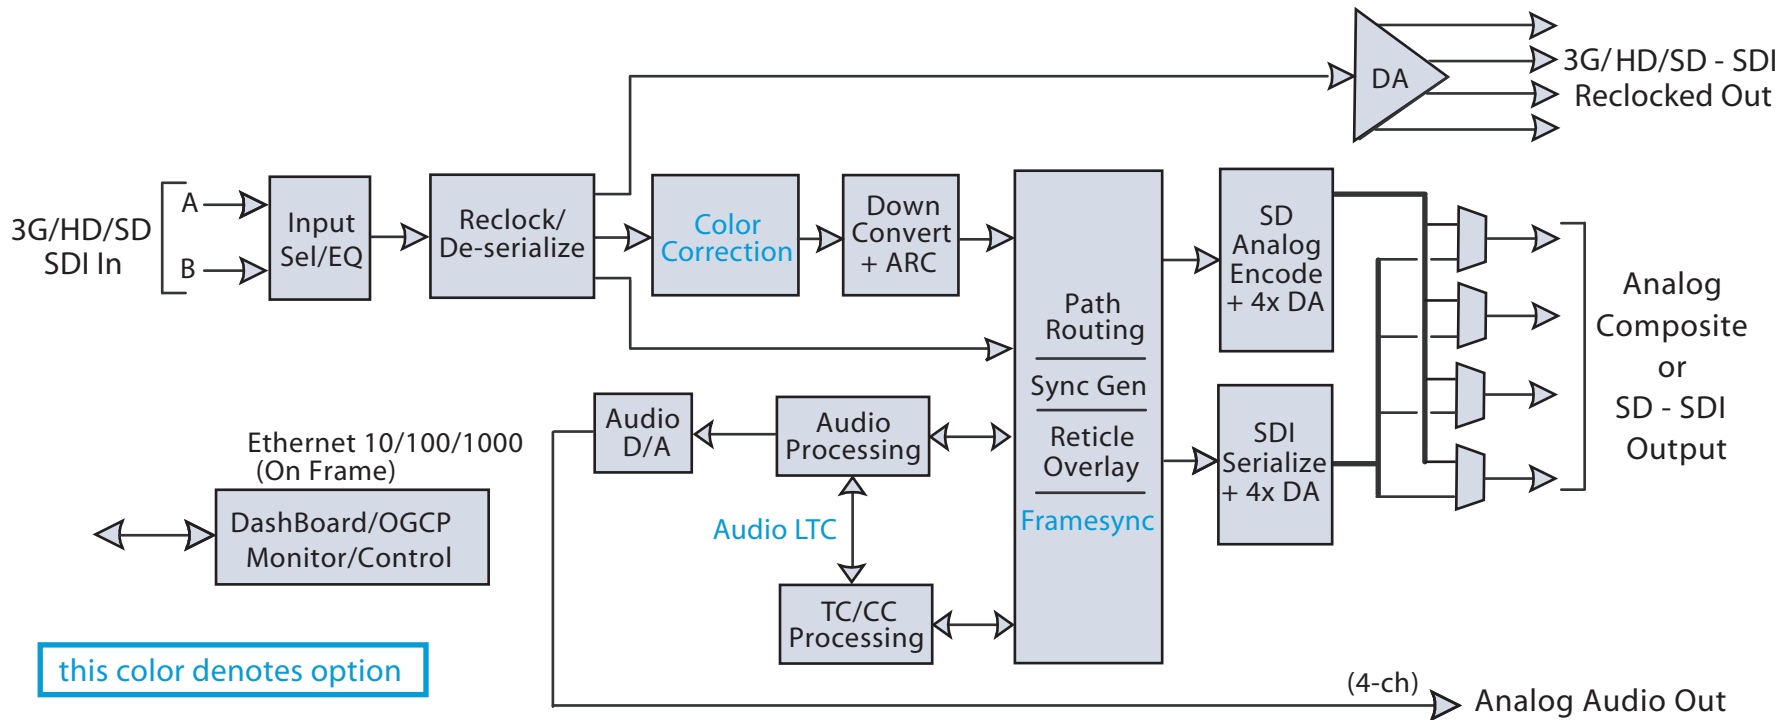 3G/HD/SD
SDI In
A
B
Input
Sel/EQ
Reclock/
De-serialize
Color
Correction
Down
Convert
+ ARC
DA
3G/HD/SD - SDI
Reclocked Out
Path
Routing
Sync Gen
Reticle
Overlay
Framesync
SD
Analog
Encode
+ 4x DA
SDI
Serialize
+ 4x DA
Analog
Composite
or
SD - SDI
Output
Audio
D/A
Audio
Processing
Audio LTC
TC/CC
Processing
Ethernet 10/100/1000
(On Frame)
DashBoard/OGCP
Monitor/Control
this color denotes option
(4-ch)
Analog Audio Out